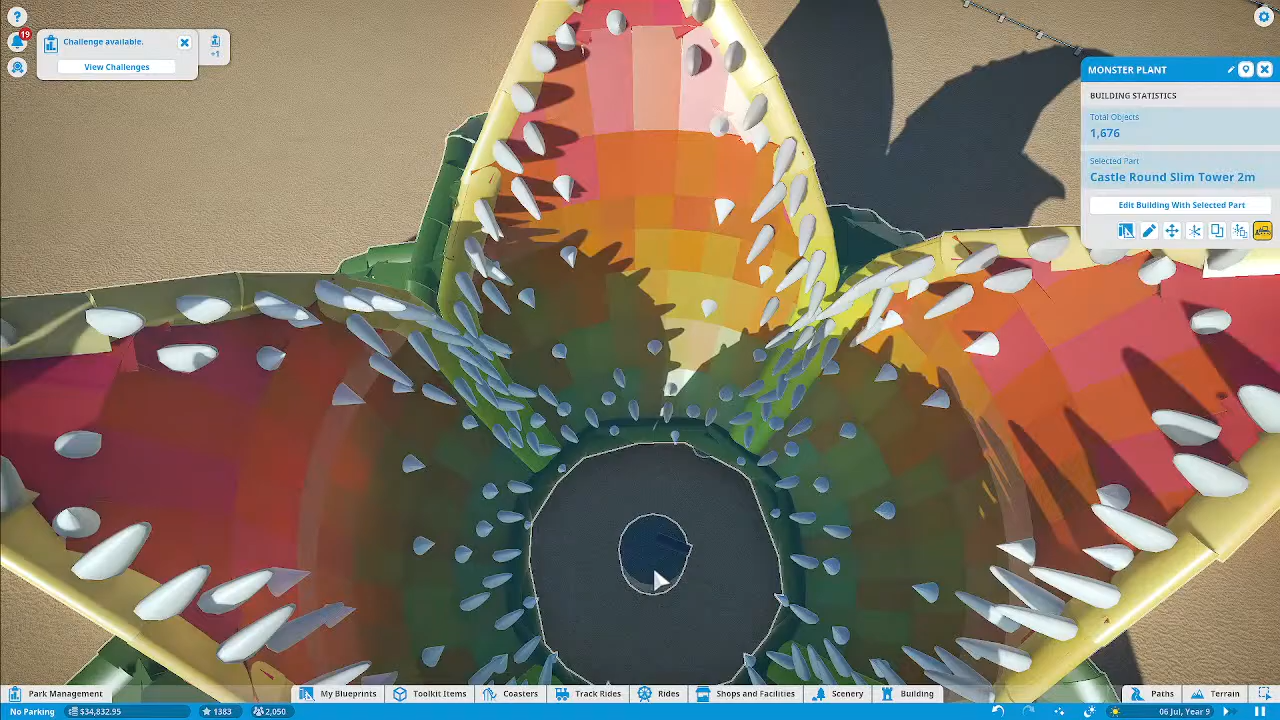 ?
19
Challenge available.
+1
View Challenges
MONSTER PLANT
BUILDING STATISTICS
Total Objects
1,676
Selected Part
Castle Round Slim Tower 2m
Edit Building With Selected Part
Park Management
My Blueprints
Toolkit Items
Coasters
Track Rides
Rides
Shops and Facilities
Scenery
Building
Paths
Terrain
No Parking
$34,832.95
1383
2,050
06 Jul, Year 9